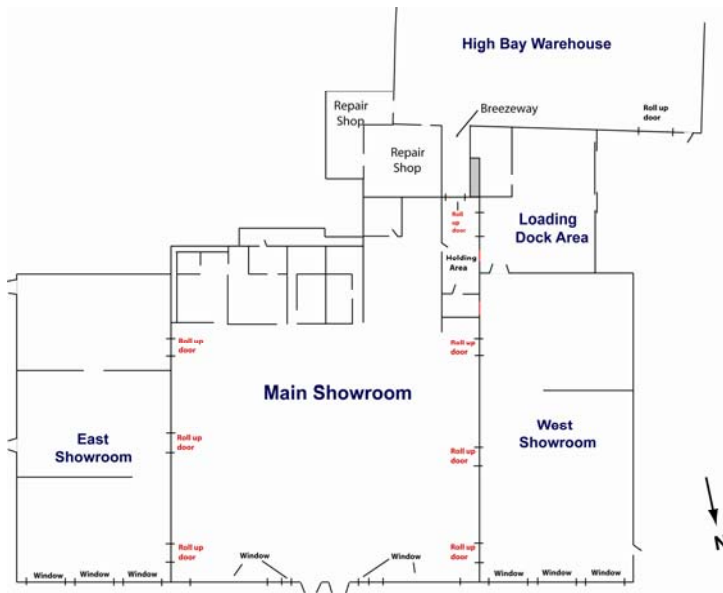 High Bay Warehouse
Repair
Shop
Breezeway
Roll up
door
Repair
Shop
Roll
up
door
Loading
Dock Area
Holding
Area
Roll up
door
Roll up
door
Main Showroom
East
Showroom
Roll up
door
West
Showroom
Roll up
door
N
Roll up
door
Roll up
door
Window
Window
Window
Window
Window
Window
Window
Window